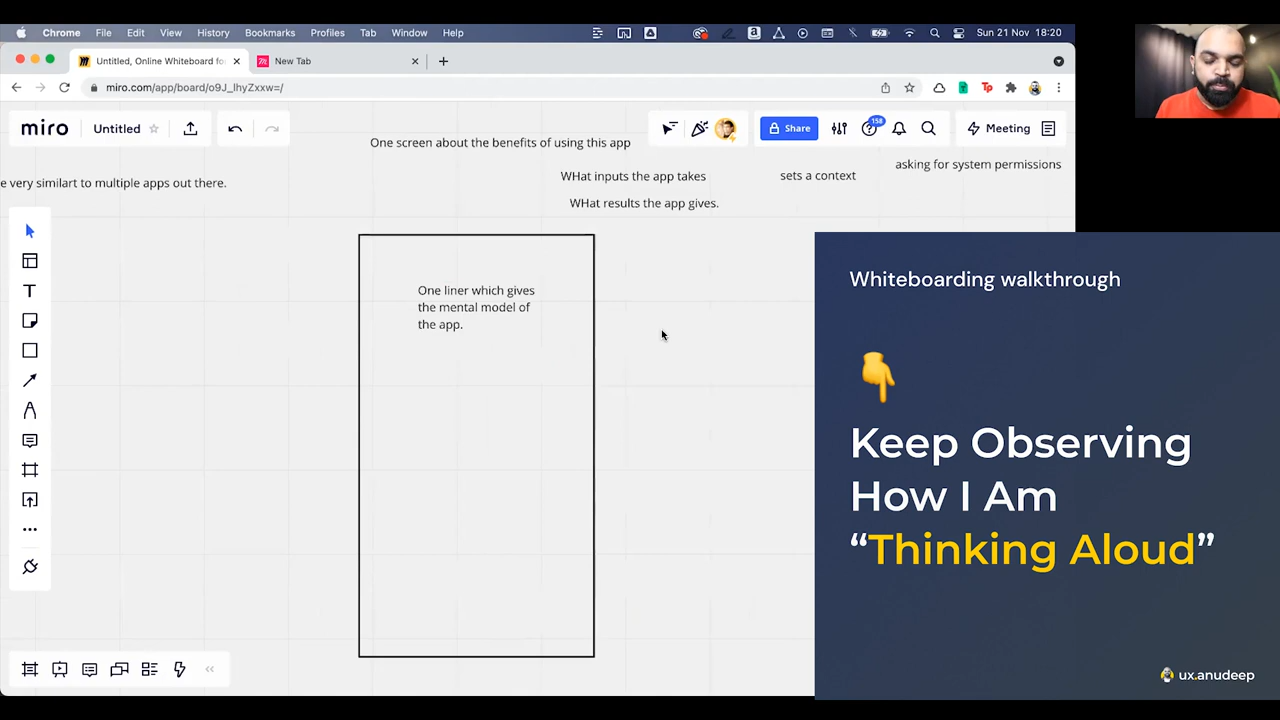 Chrome File Edit View History Bookmarks Profiles Tab Window Help
Sun 21 Nov 18:20
Untitled, Online Whiteboard fo
New Tab
miro.com/app/board/o9J_lhyZxxw=/
miro
Untitled
Share
158
Meeting
One screen about the benefits of using this app
asking for system permissions
WHat inputs the app takes
sets a context
e very similart to multiple apps out there.
WHat results the app gives.
One liner which gives
the mental model of
the app.
Whiteboarding walkthrough
Keep Observing
How I Am
“Thinking Aloud”
ux.anudeep